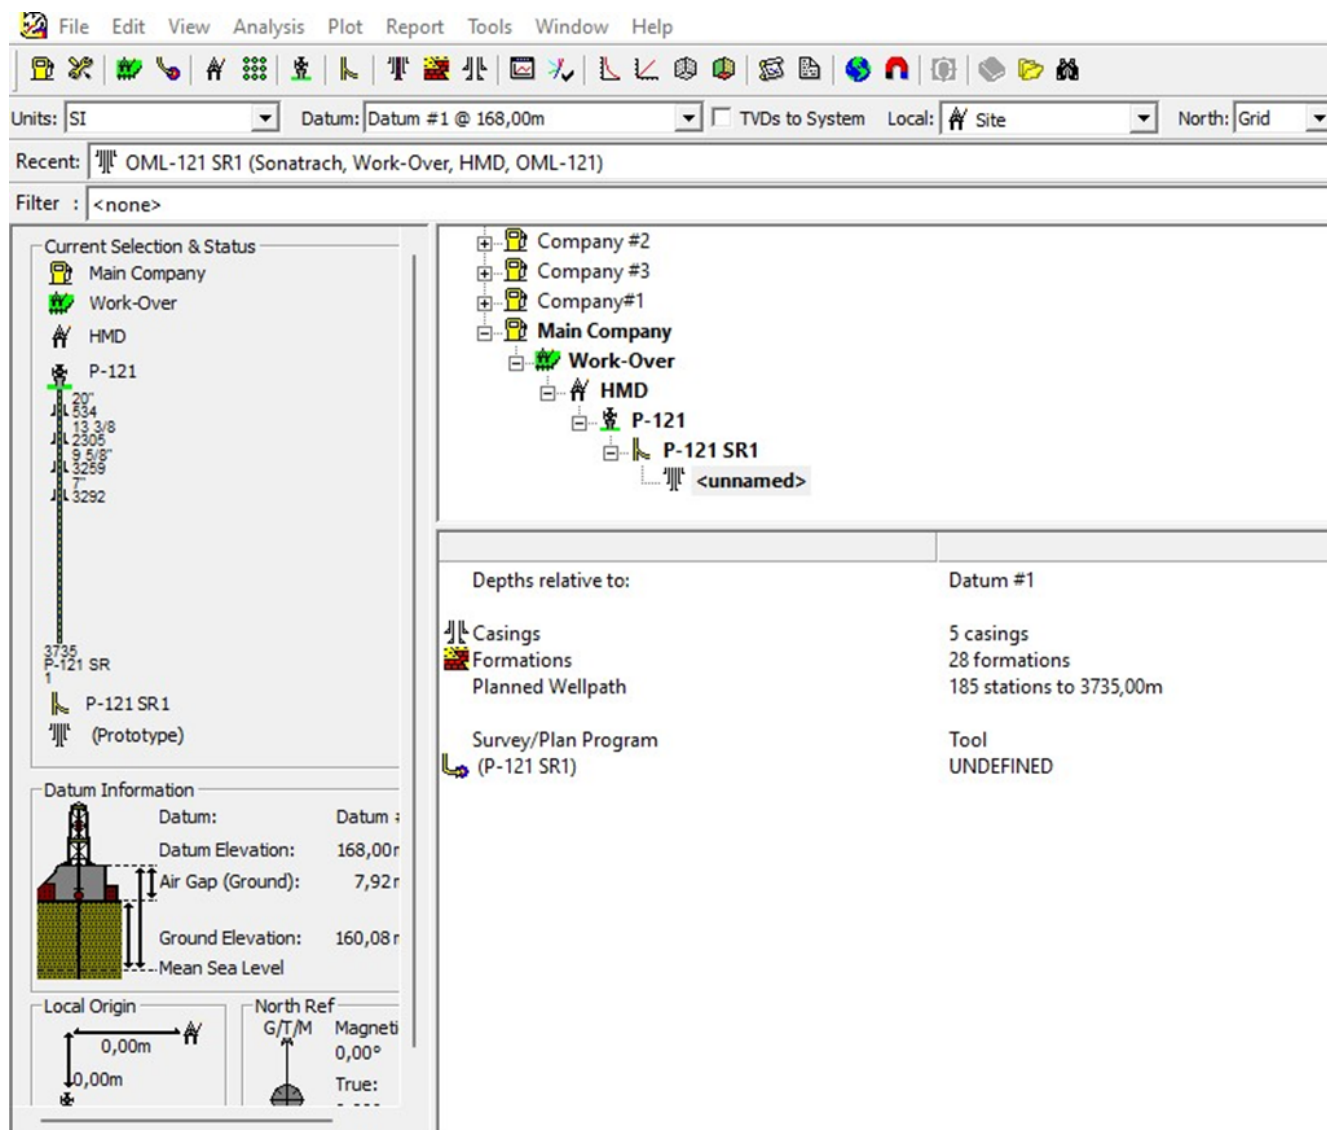 File Edit View Analysis Plot Report Tools Window Help
Units: SI Datum: Datum #1 @ 168,00m TVDs to System Local: Site North: Grid
Recent: OML-121 SR1 (Sonatrach, Work-Over, HMD, OML-121)
Filter : <none>
Current Selection & Status
Main Company
Work-Over
HMD
P-121
20"
534
13 3/8
2305
9 5/8"
3259
7"
3292
3735
P-121 SR
1
P-121 SR1
(Prototype)
Datum Information
Datum: Datum #
Datum Elevation: 168,00m
Air Gap (Ground): 7,92m
Ground Elevation: 160,08m
Mean Sea Level
Local Origin
0,00m
0,00m
North Ref
G/T/M Magneti
0,00°
True:
Company #2
Company #3
Company#1
Main Company
Work-Over
HMD
P-121
P-121 SR1
<unnamed>
Depths relative to: Datum #1
Casings 5 casings
Formations 28 formations
Planned Wellpath 185 stations to 3735,00m
Survey/Plan Program Tool
(P-121 SR1) UNDEFINED